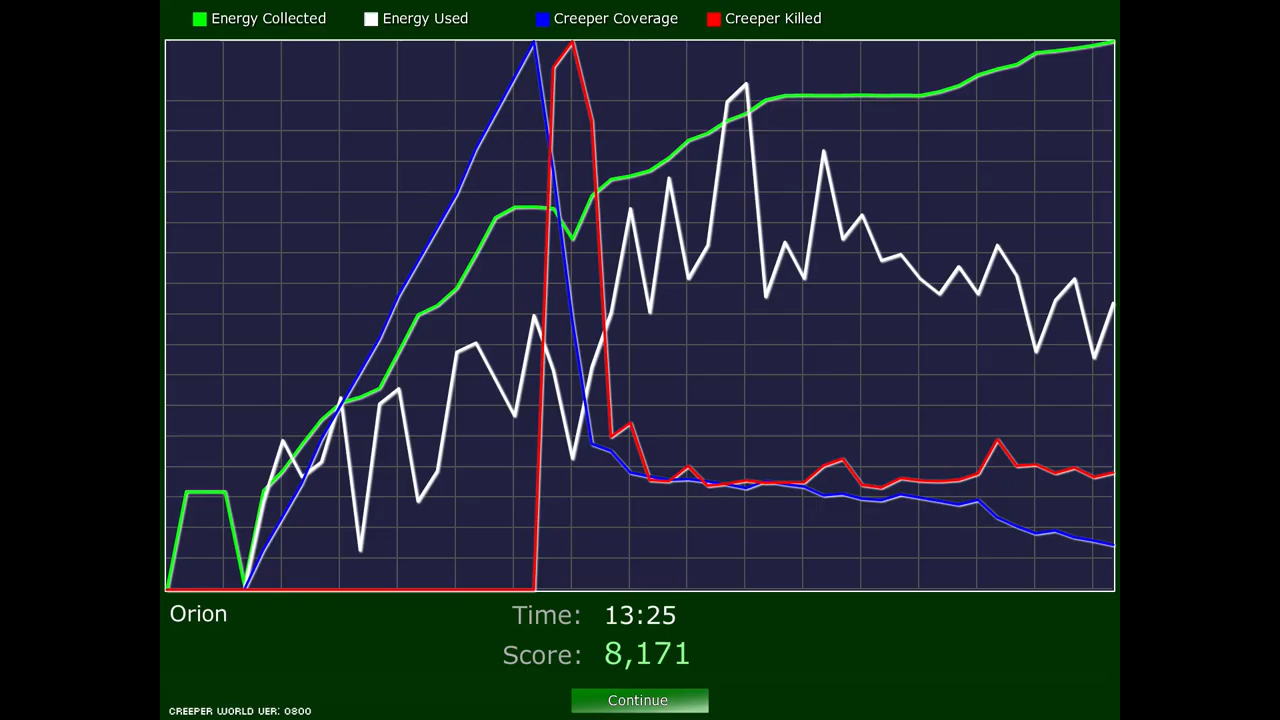 Energy Collected Energy Used Creeper Coverage Creeper Killed
Orion
Time: 13:25
Score: 8,171
Continue
CREEPER WORLD VER: 0800